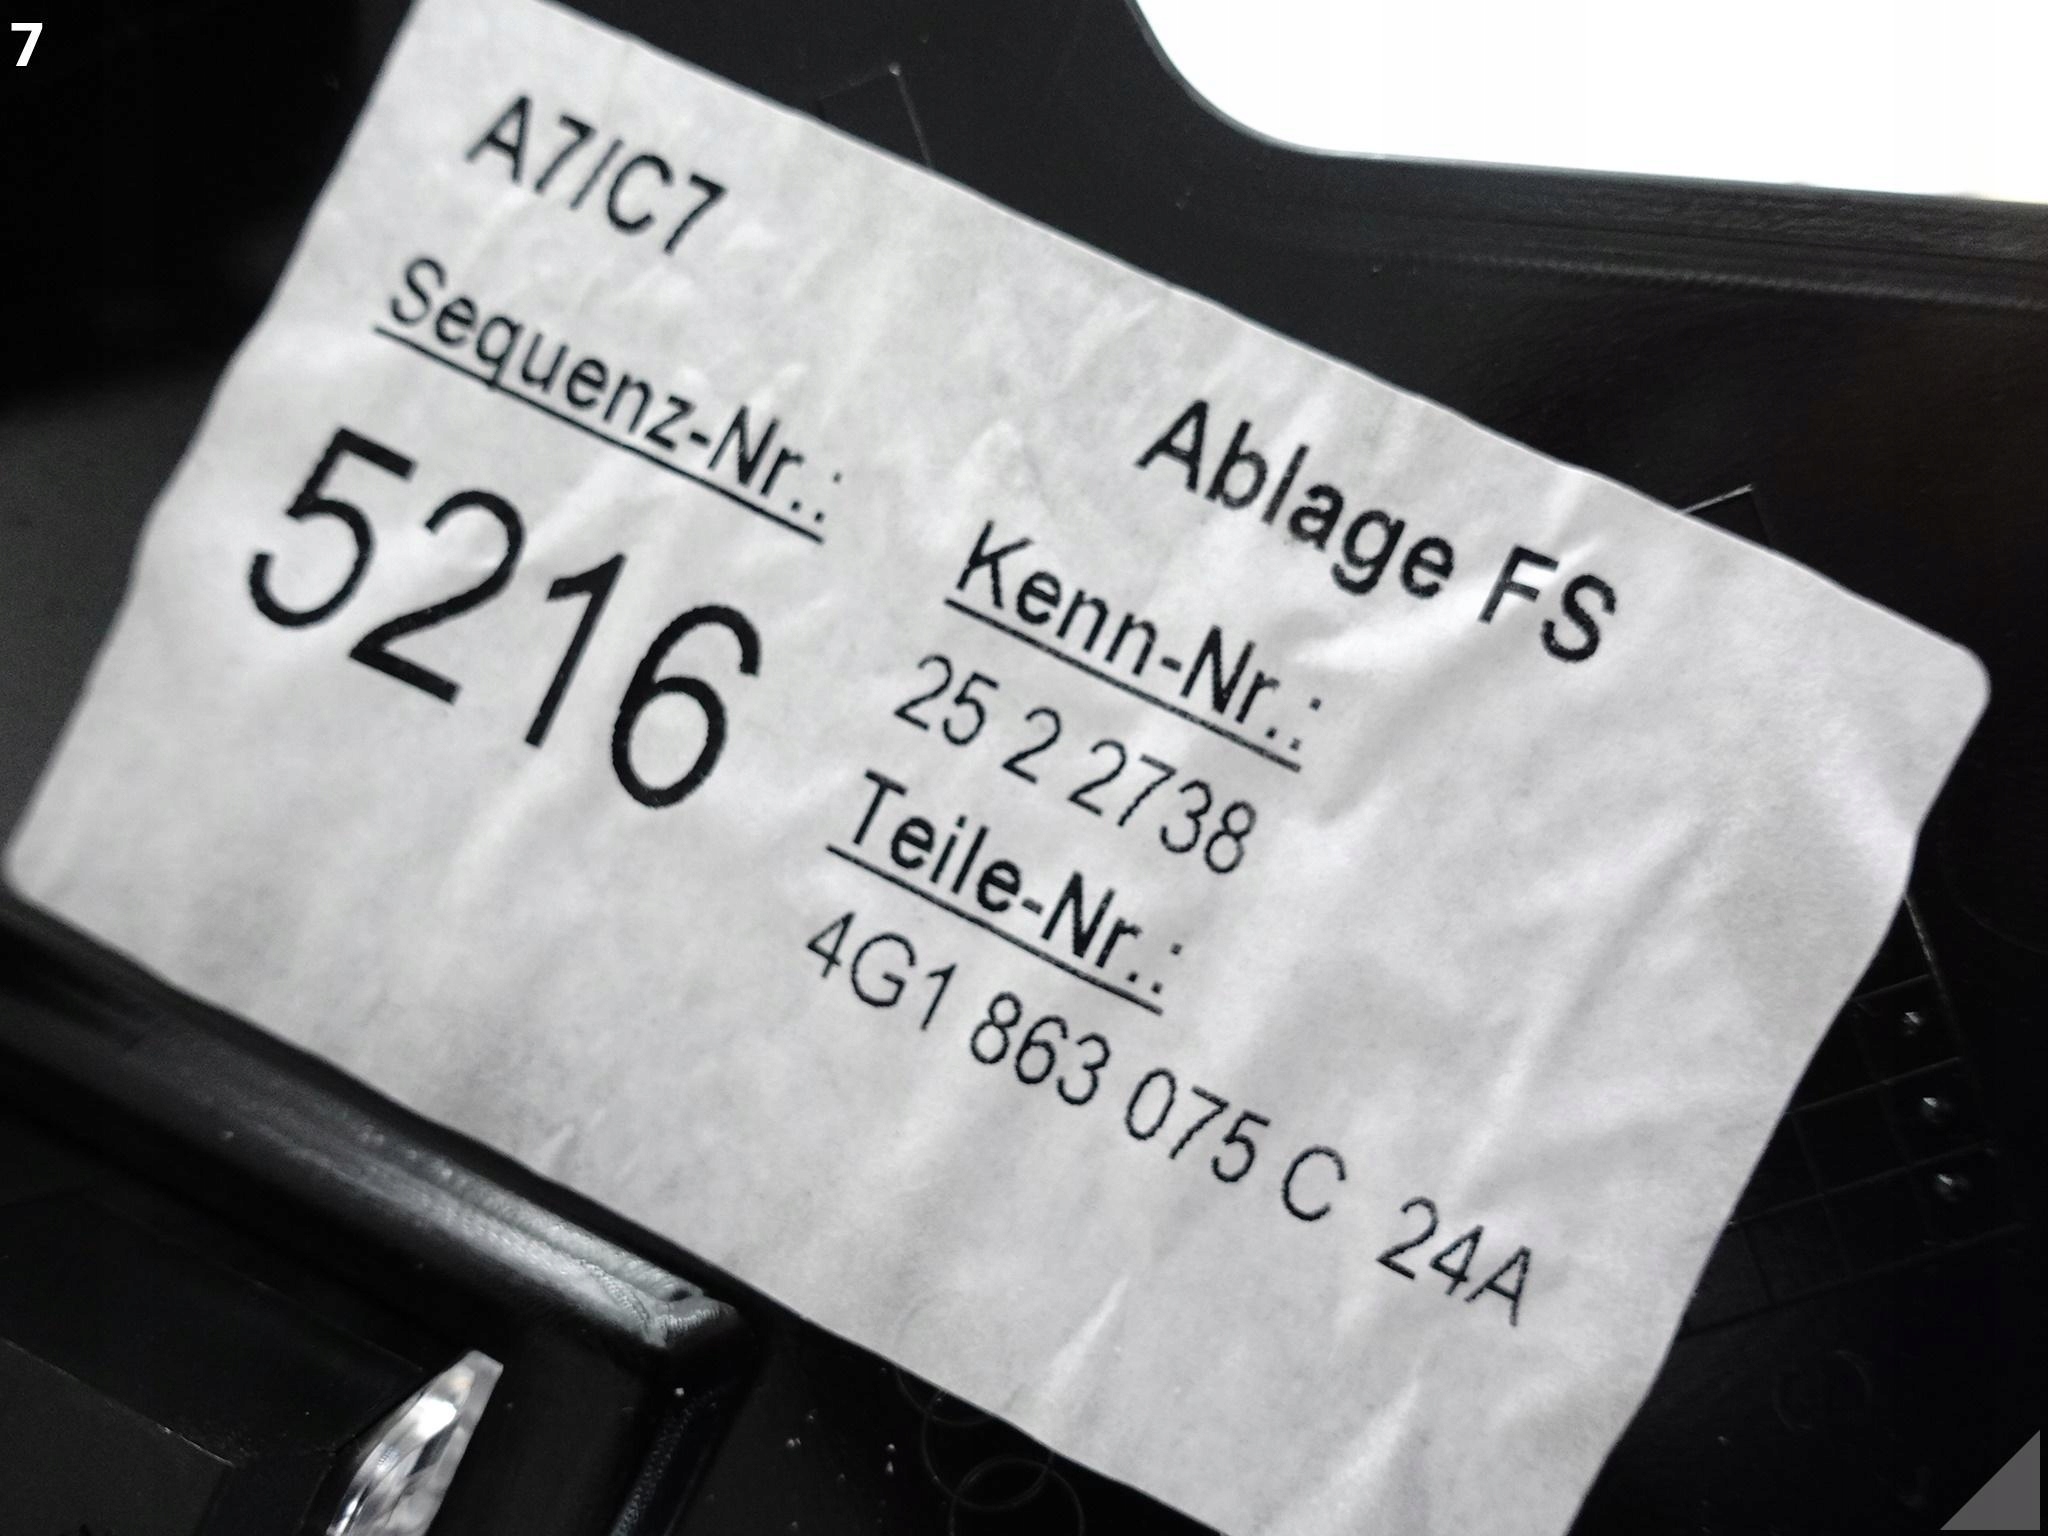 7
A7/C7
Ablage FS
Sequenz-Nr.:
5216
Kenn-Nr.:
25 2 2738
Teile-Nr.:
4G1 863 075 C 24A